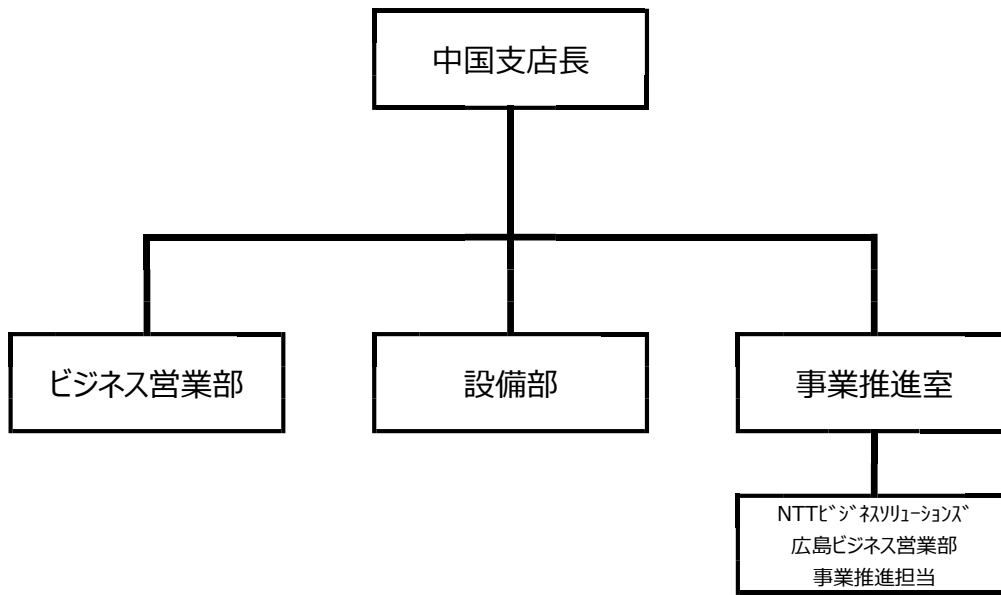 中国支店長
ビジネス営業部
設備部
事業推進室
NTTﾋﾞｼﾞﾈｽｿﾘｭｰｼｮﾝｽﾞ
広島ビジネス営業部
事業推進担当